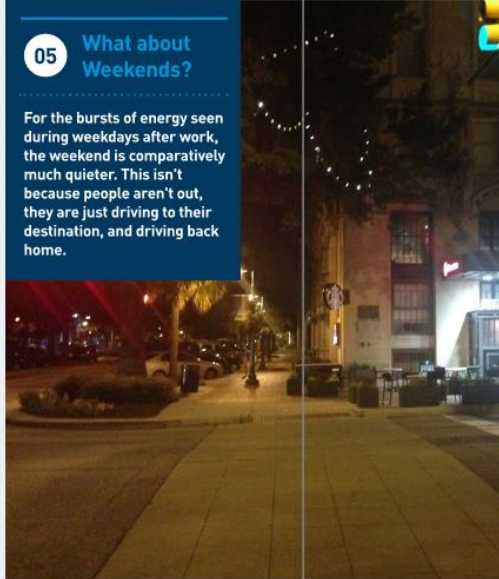 05
What about
Weekends?
For the bursts of energy seen
during weekdays after work,
the weekend is comparatively
much quieter. This isn't
because people aren't out,
they are just driving to their
destination, and driving back
home.